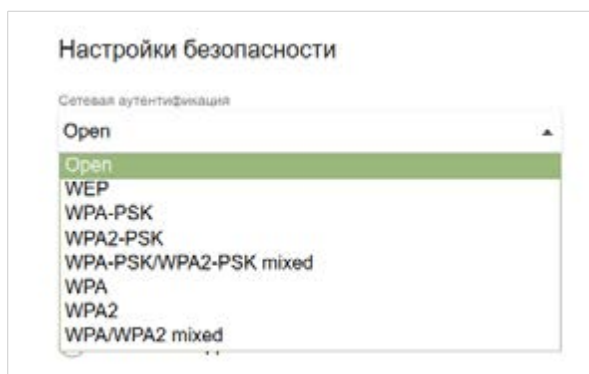 Настройки безопасности
Сетевая аутентификация
Open
Open
WEP
WPA-PSK
WPA2-PSK
WPA-PSK/WPA2-PSK mixed
WPA
WPA2
WPA/WPA2 mixed